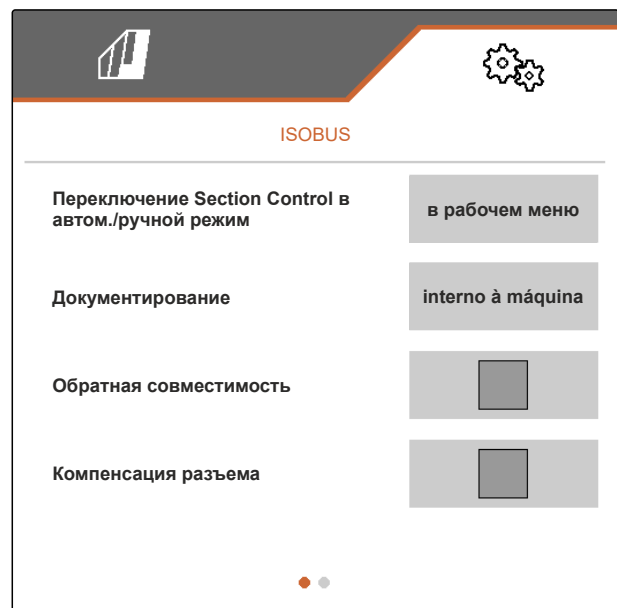 ISOBUS
Переключение Section Control в
автом./ручной режим
в рабочем меню
Документирование
interno à máquina
Обратная совместимость
Компенсация разъема